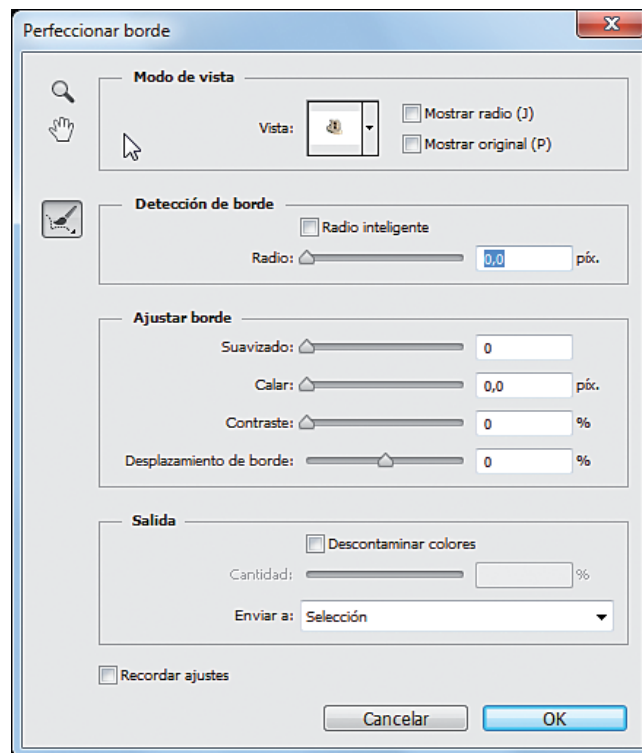 Perfeccionar borde
Modo de vista
Vista:
Mostrar radio (J)
Mostrar original (P)
Detección de borde
Radio inteligente
Radio: 0,0 píx.
Ajustar borde
Suavizado: 0
Calar: 0,0 píx.
Contraste: 0 %
Desplazamiento de borde: 0 %
Salida
Descontaminar colores
Cantidad: %
Enviar a: Selección
Recordar ajustes
Cancelar OK